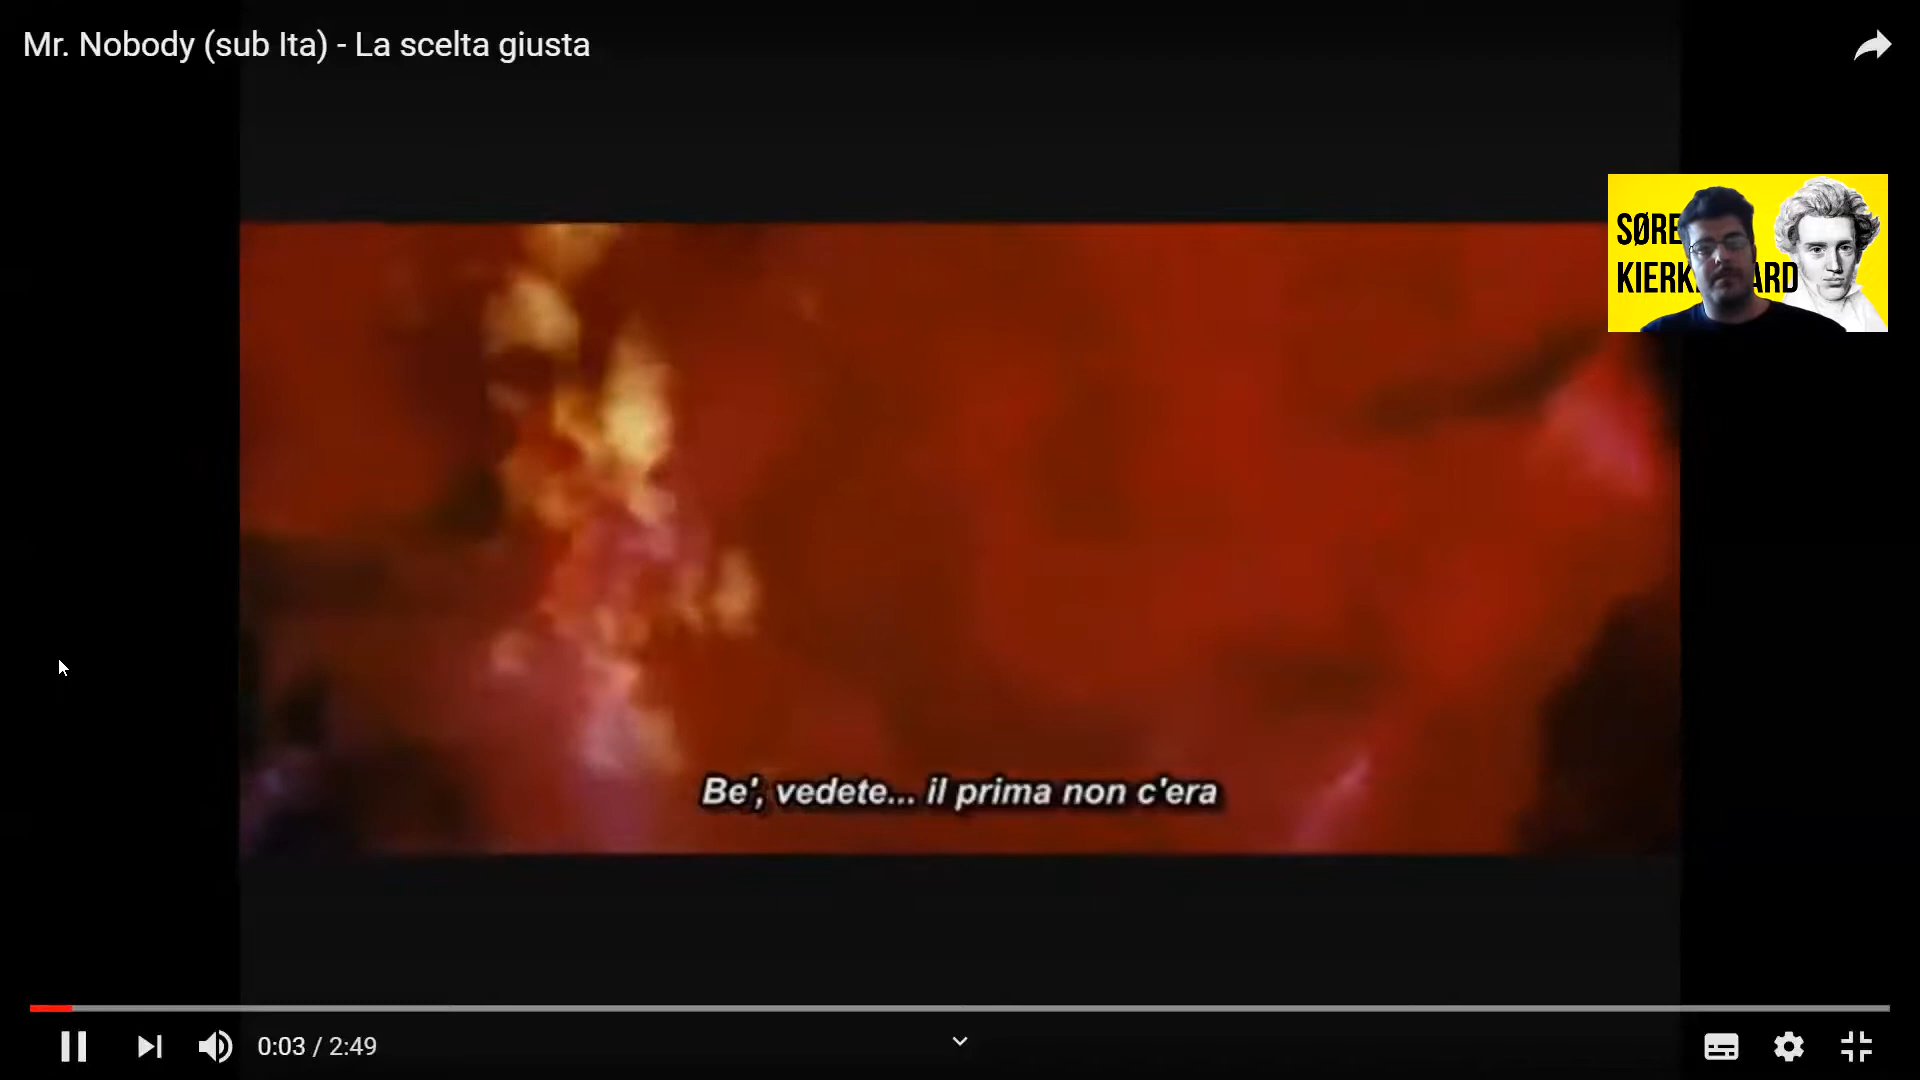 Mr. Nobody (sub Ita) - La scelta giusta
SØRE
KIERK ARD
Be', vedete... il prima non c'era
0:03 / 2:49